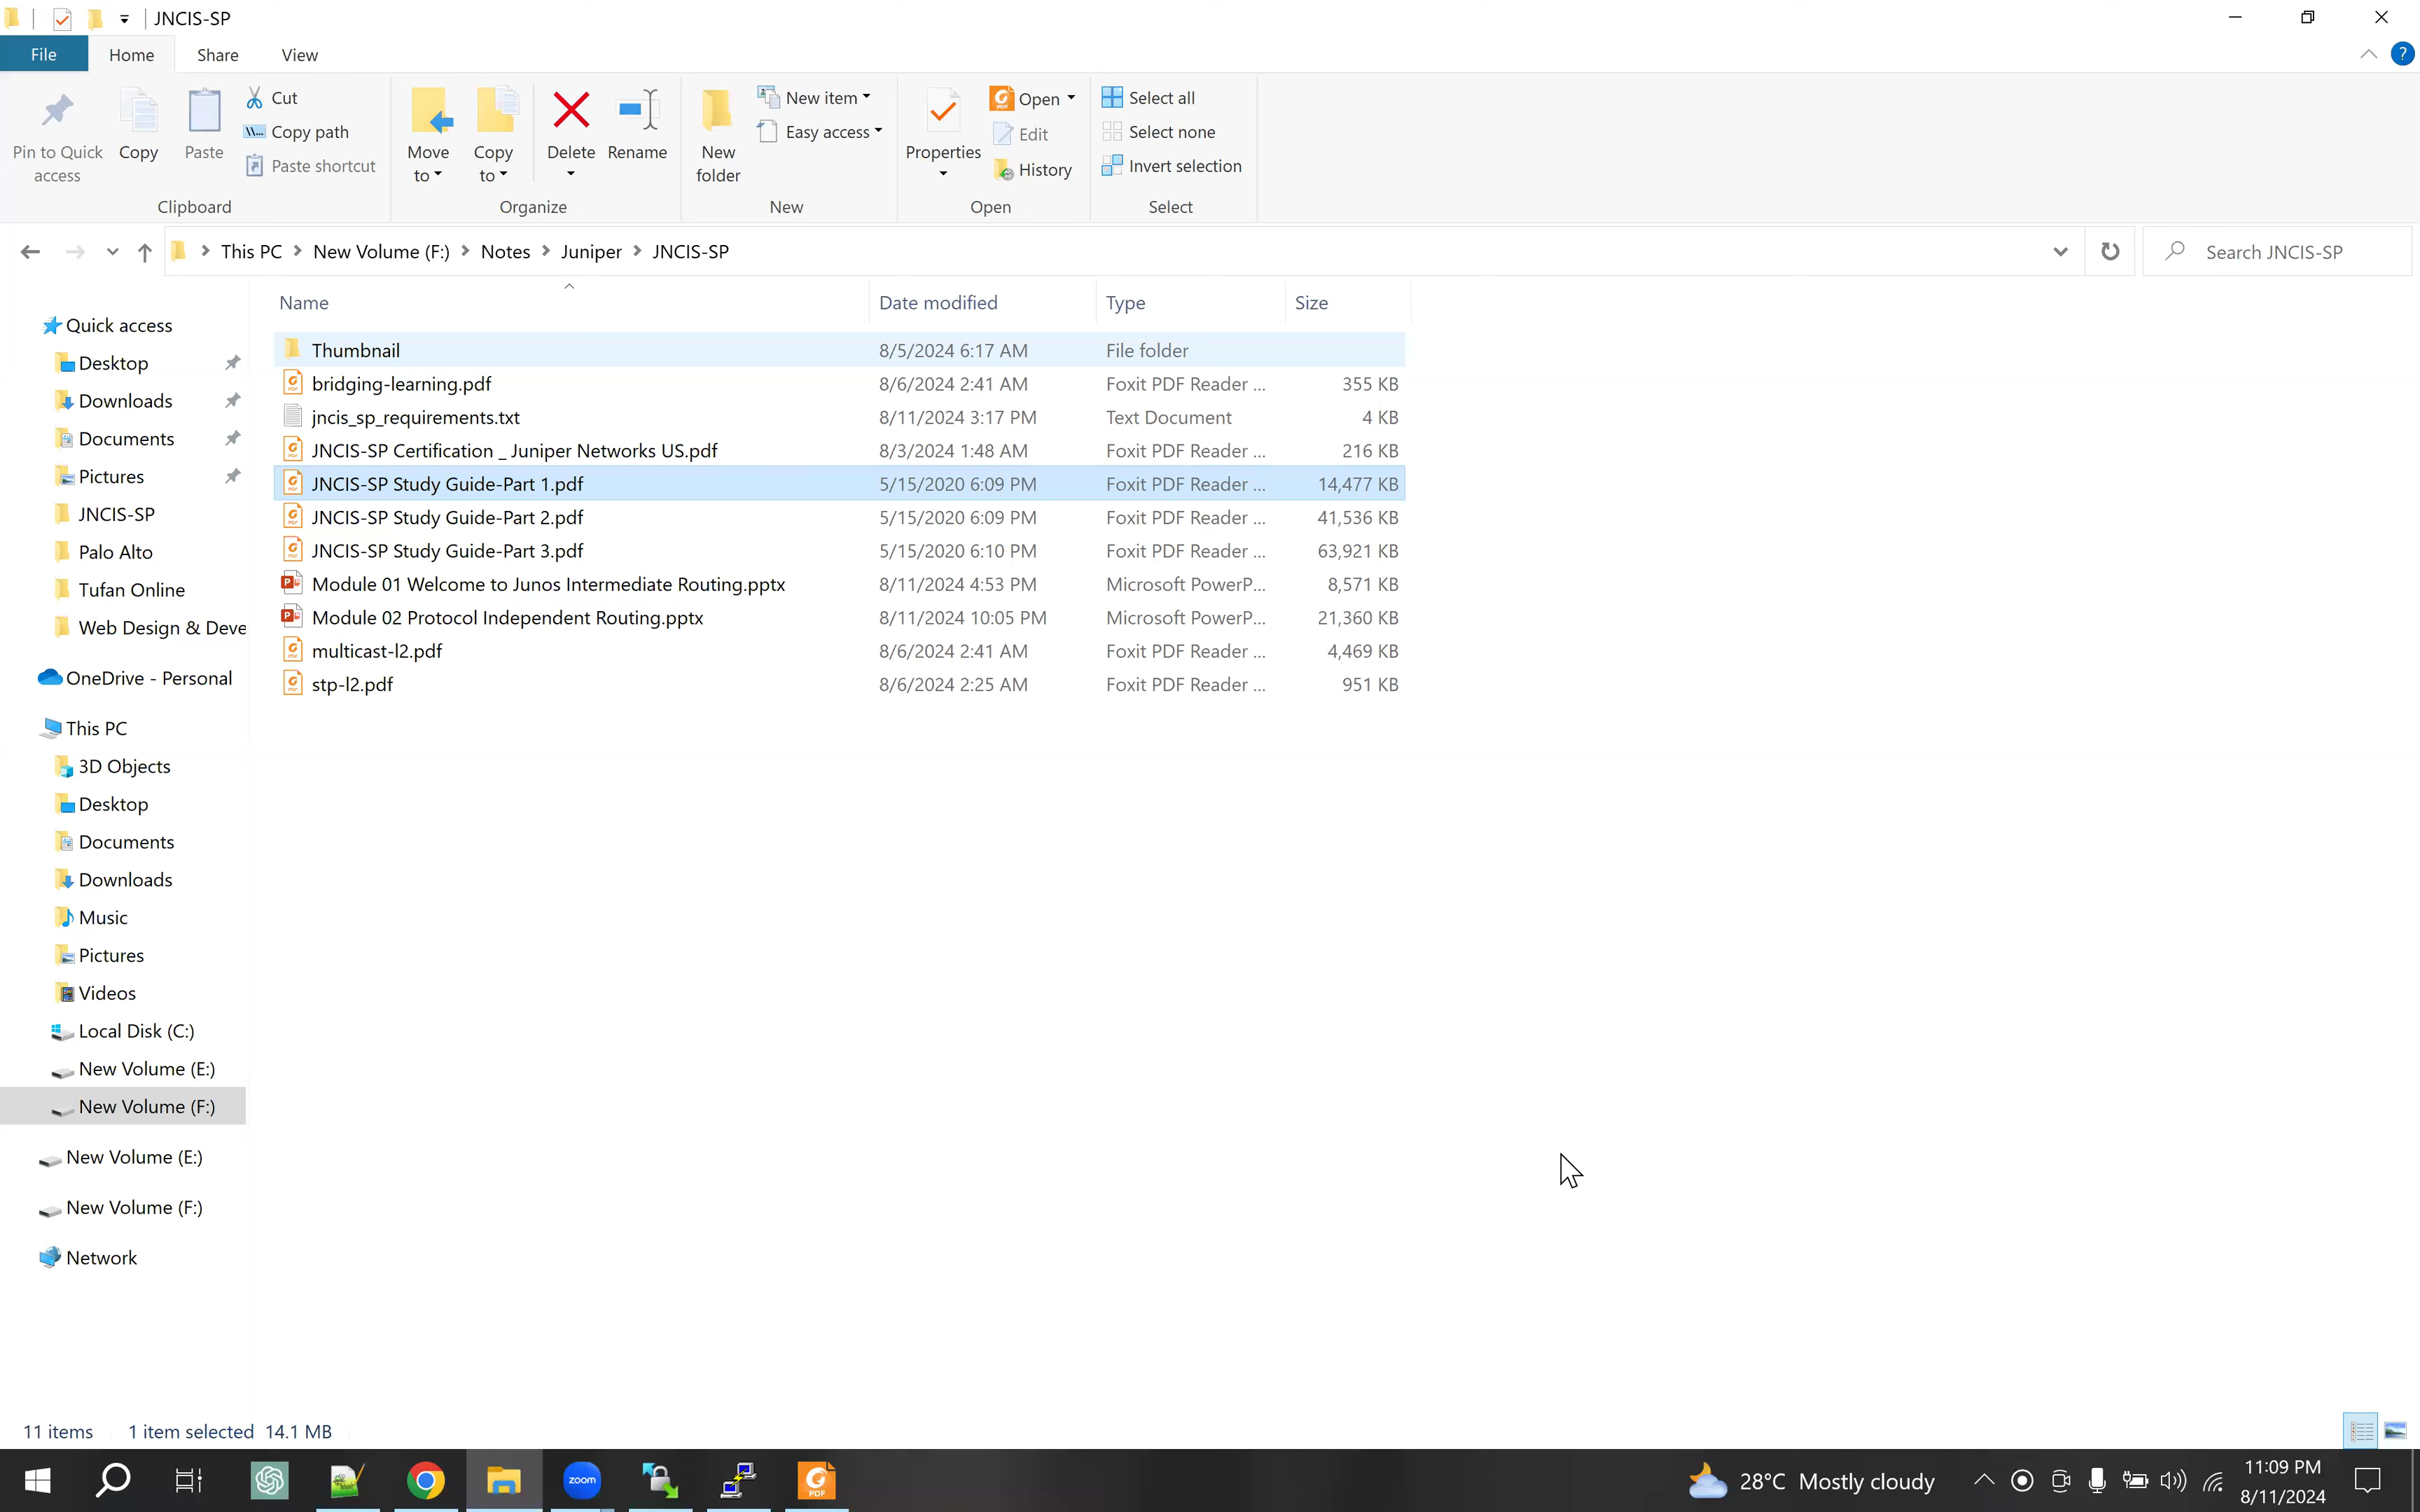 JNCIS-SP
File Home Share View
Pin to Quick access
Copy
Paste
Cut
Copy path
Paste shortcut
Clipboard
Move to
Copy to
Delete
Rename
Organize
New folder
New item
Easy access
New
Properties
Open
Edit
History
Open
Select all
Select none
Invert selection
Select
This PC New Volume (F:) Notes Juniper JNCIS-SP
Search JNCIS-SP
Quick access
Desktop
Downloads
Documents
Pictures
JNCIS-SP
Palo Alto
Tufan Online
Web Design & Deve
OneDrive - Personal
This PC
3D Objects
Desktop
Documents
Downloads
Music
Pictures
Videos
Local Disk (C:)
New Volume (E:)
New Volume (F:)
New Volume (E:)
New Volume (F:)
Network
Name Date modified Type Size
Thumbnail 8/5/2024 6:17 AM File folder
bridging-learning.pdf 8/6/2024 2:41 AM Foxit PDF Reader ... 355 KB
jncis_sp_requirements.txt 8/11/2024 3:17 PM Text Document 4 KB
JNCIS-SP Certification _ Juniper Networks US.pdf 8/3/2024 1:48 AM Foxit PDF Reader ... 216 KB
JNCIS-SP Study Guide-Part 1.pdf 5/15/2020 6:09 PM Foxit PDF Reader ... 14,477 KB
JNCIS-SP Study Guide-Part 2.pdf 5/15/2020 6:09 PM Foxit PDF Reader ... 41,536 KB
JNCIS-SP Study Guide-Part 3.pdf 5/15/2020 6:10 PM Foxit PDF Reader ... 63,921 KB
Module 01 Welcome to Junos Intermediate Routing.pptx 8/11/2024 4:53 PM Microsoft PowerP... 8,571 KB
Module 02 Protocol Independent Routing.pptx 8/11/2024 10:05 PM Microsoft PowerP... 21,360 KB
multicast-l2.pdf 8/6/2024 2:41 AM Foxit PDF Reader ... 4,469 KB
stp-l2.pdf 8/6/2024 2:25 AM Foxit PDF Reader ... 951 KB
11 items 1 item selected 14.1 MB
zoom
PDF
28°C Mostly cloudy
11:09 PM
8/11/2024